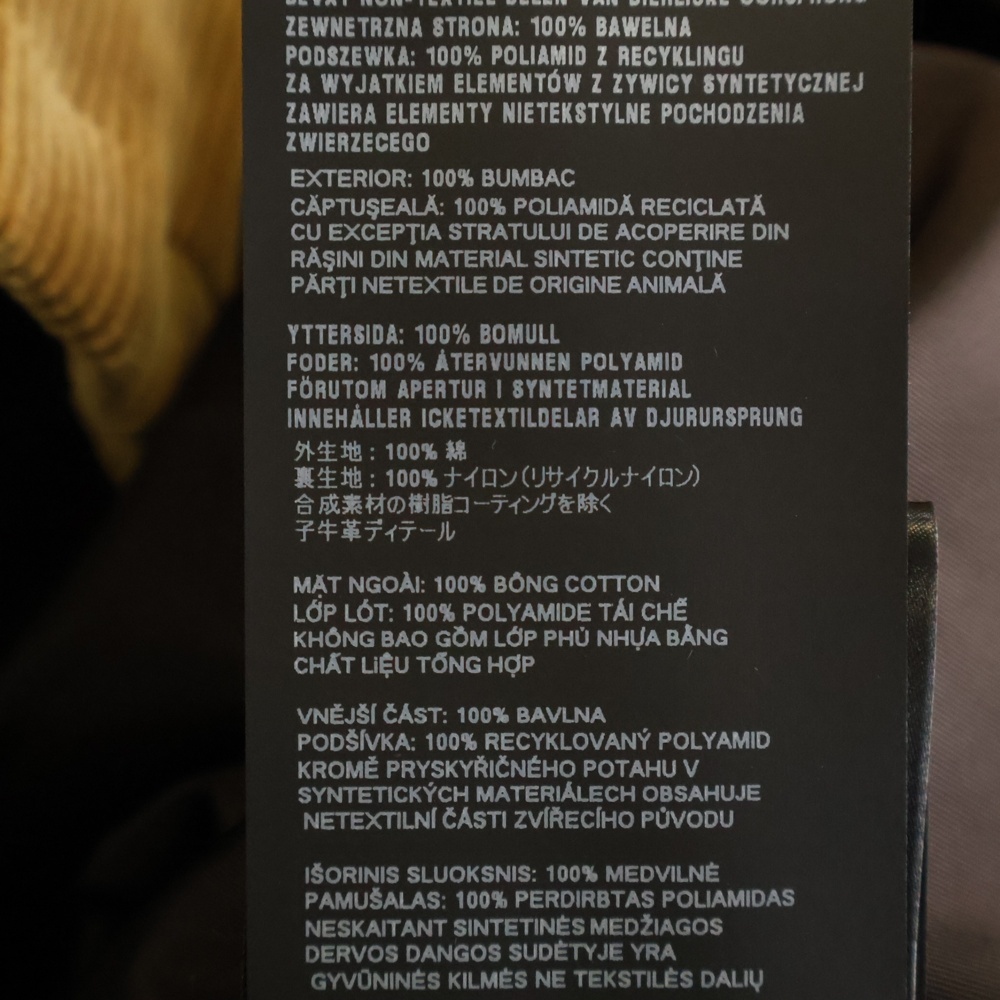 BEVAT NON-TEXTILE DELEN VAN DIERLIJKE OORSPRONG
ZEWNETRZNA STRONA: 100% BAWELNA
PODSZEWKA: 100% POLIAMID Z RECYKLINGU
ZA WYJATKIEM ELEMENTÓW Z ZYWICY SYNTETYCZNEJ
ZAWIERA ELEMENTY NIETEKSTYLNE POCHODZENIA
ZWIERZECEGO
EXTERIOR: 100% BUMBAC
CĂPTUŞEALĂ: 100% POLIAMIDĂ RECICLATĂ
CU EXCEPŢIA STRATULUI DE ACOPERIRE DIN
RĂŞINI DIN MATERIAL SINTETIC CONŢINE
PĂRŢI NETEXTILE DE ORIGINE ANIMALĂ
YTTERSIDA: 100% BOMULL
FODER: 100% ÅTERVUNNEN POLYAMID
FÖRUTOM APERTUR I SYNTETMATERIAL
INNEHÅLLER ICKETEXTILDELAR AV DJURURSPRUNG
外生地：100% 綿
裏生地：100% ナイロン(リサイクルナイロン)
合成素材の樹脂コーティングを除く
子牛革ディテール
MẶT NGOÀI: 100% BÔNG COTTON
LỚP LÓT: 100% POLYAMIDE TÁI CHẾ
KHÔNG BAO GỒM LỚP PHỦ NHỰA BẰNG
CHẤT LIỆU TỔNG HỢP
VNĚJŠÍ ČÁST: 100% BAVLNA
PODŠÍVKA: 100% RECYKLOVANÝ POLYAMID
KROMĚ PRYSKYŘIČNÉHO POTAHU V
SYNTETICKÝCH MATERIÁLECH OBSAHUJE
NETEXTILNÍ ČÁSTI ZVÍŘECÍHO PŮVODU
IŠORINIS SLUOKSNIS: 100% MEDVILNĖ
PAMUŠALAS: 100% PERDIRBTAS POLIAMIDAS
NESKAITANT SINTETINĖS MEDŽIAGOS
DERVOS DANGOS SUDĖTYJE YRA
GYVŪNINĖS KILMĖS NE TEKSTILĖS DALIŲ